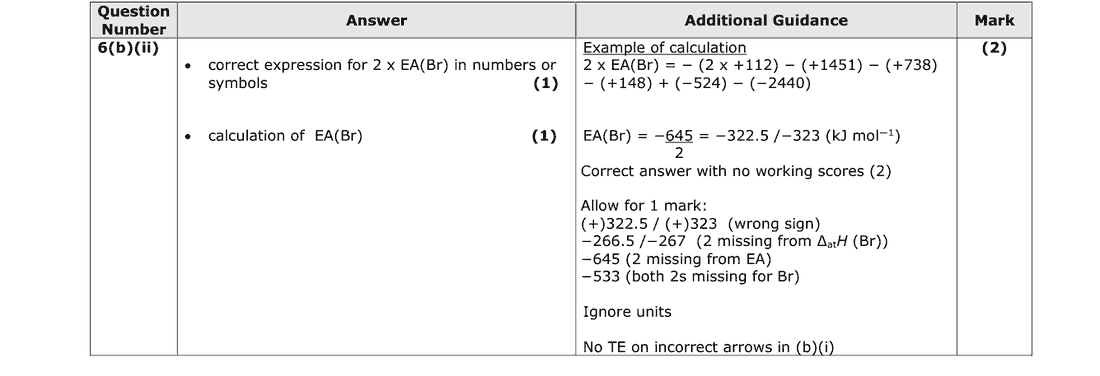 Question Number
Answer
Additional Guidance
Mark
6(b)(ii)
• correct expression for 2 x EA(Br) in numbers or
symbols (1)
• calculation of EA(Br) (1)
Example of calculation
2 x EA(Br) = − (2 x +112) − (+1451) − (+738)
− (+148) + (−524) − (−2440)
EA(Br) = −645 = −322.5 /−323 (kJ mol⁻¹)
2
Correct answer with no working scores (2)
Allow for 1 mark:
(+)322.5 / (+)323 (wrong sign)
−266.5 /−267 (2 missing from ΔₐₜH (Br))
−645 (2 missing from EA)
−533 (both 2s missing for Br)
Ignore units
No TE on incorrect arrows in (b)(i)
(2)